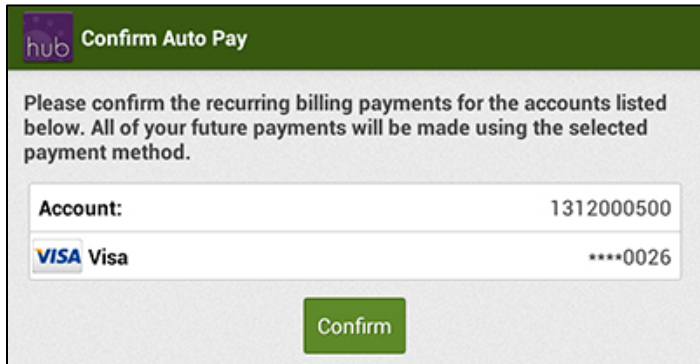 hub Confirm Auto Pay
Please confirm the recurring billing payments for the accounts listed
below. All of your future payments will be made using the selected
payment method.
Account: 1312000500
VISA Visa ****0026
Confirm